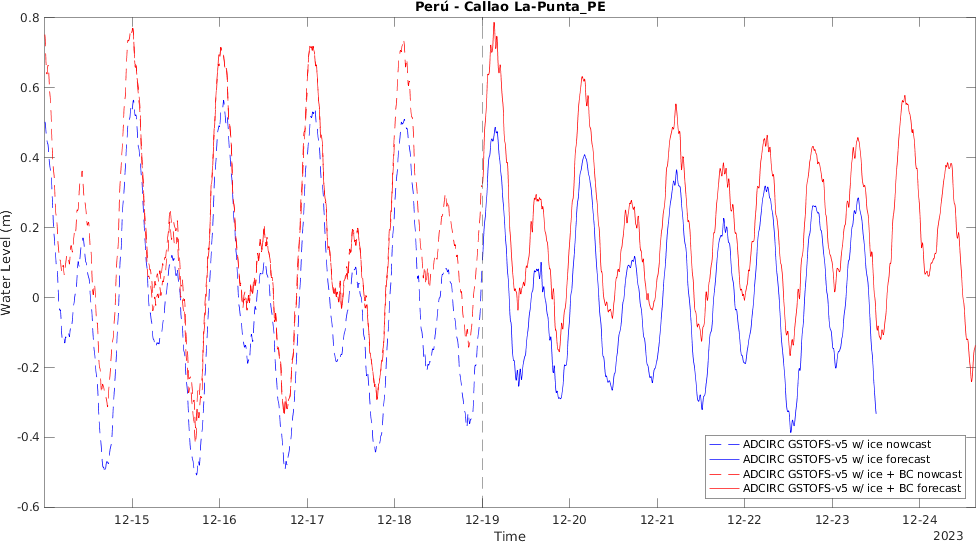 Perú - Callao La-Punta_PE
0.8
0.6
0.4
0.2
0
-0.2
-0.4
-0.6
Water Level (m)
ADCIRC GSTOFS-v5 w/ ice nowcast
ADCIRC GSTOFS-v5 w/ ice forecast
ADCIRC GSTOFS-v5 w/ ice + BC nowcast
ADCIRC GSTOFS-v5 w/ ice + BC forecast
12-15 12-16 12-17 12-18 12-19 12-20 12-21 12-22 12-23 12-24
Time
2023